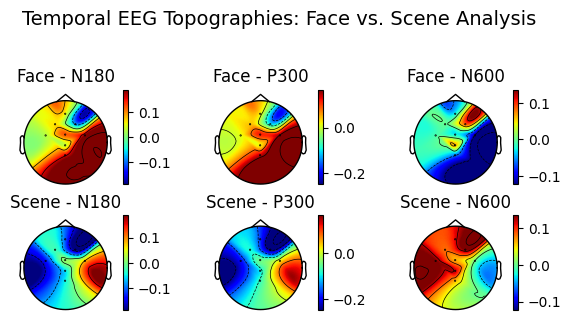 Temporal EEG Topographies: Face vs. Scene Analysis
Face - N180
Face - P300
Face - N600
0.1
0.0
−0.1
0.0
−0.2
0.1
0.0
−0.1
Scene - N180
Scene - P300
Scene - N600
0.1
0.0
−0.1
0.0
−0.2
0.1
0.0
−0.1